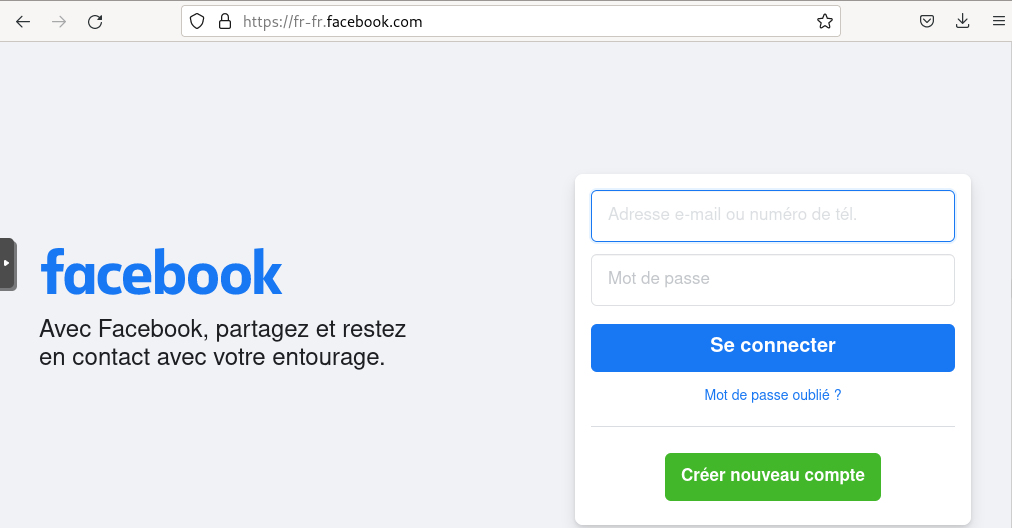 https://fr-fr.facebook.com
facebook
Avec Facebook, partagez et restez
en contact avec votre entourage.
Adresse e-mail ou numéro de tél.
Mot de passe
Se connecter
Mot de passe oublié ?
Créer nouveau compte